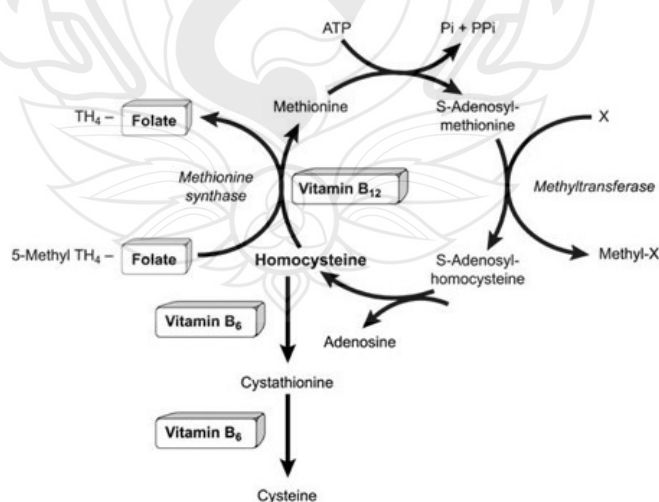 ATP
Pi + PPi
Methionine
S-Adenosyl-
methionine
TH₄ – Folate
X
Methionine
synthase
Vitamin B₁₂
Methyltransferase
5-Methyl TH₄ – Folate
Homocysteine
S-Adenosyl-
homocysteine
Methyl-X
Vitamin B₆
Adenosine
Cystathionine
Vitamin B₆
Cysteine